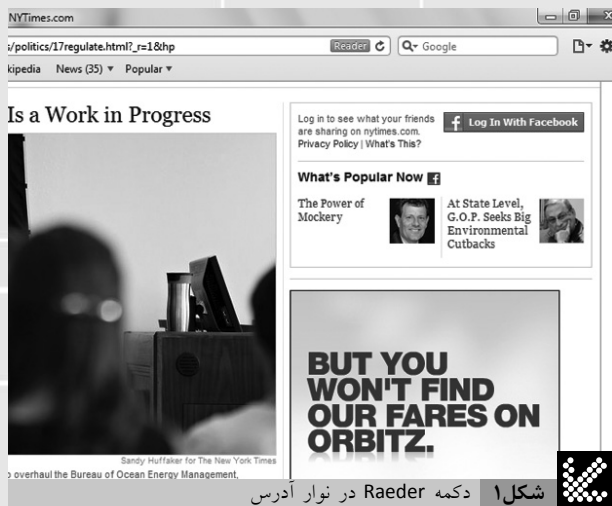 NYTimes.com
s/politics/17regulate.html?_r=1&hp
Reader
Google
kipedia News (35) ▼ Popular ▼
Is a Work in Progress
Log in to see what your friends
are sharing on nytimes.com.
Privacy Policy | What's This?
Log In With Facebook
What's Popular Now
The Power of
Mockery
At State Level,
G.O.P. Seeks Big
Environmental
Cutbacks
BUT YOU
WON'T FIND
OUR FARES ON
ORBITZ.
Sandy Huffaker for The New York Times
o overhaul the Bureau of Ocean Energy Management,
شکل۱ دکمه Raeder در نوار آدرس